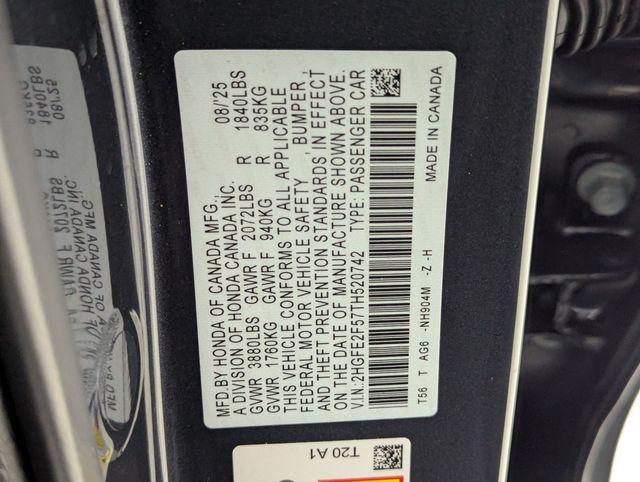 MFD.BY HONDA OF CANADA MFG., 08/'25
A DIVISION OF HONDA CANADA INC.
GVWR 3880LBS GAWR F 2072LBS R 1840LBS
GVWR 1760KG GAWR F 940KG R 835KG
THIS VEHICLE CONFORMS TO ALL APPLICABLE
FEDERAL MOTOR VEHICLE SAFETY, BUMPER,
AND THEFT PREVENTION STANDARDS IN EFFECT
ON THE DATE OF MANUFACTURE SHOWN ABOVE.
V.I.N.:2HGFE2F57TH520742 TYPE: PASSENGER CAR
T56 T AG6 -NH904M -Z -H MADE IN CANADA
T20 A1